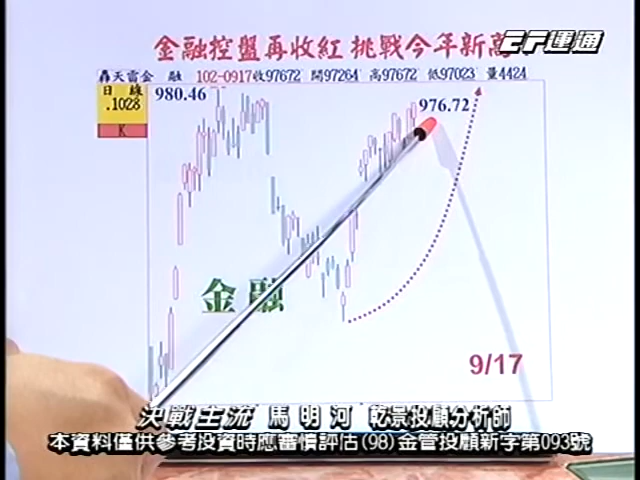 金融控盤再收紅 挑戰今年新高
轟天雷金 融 102-0917收97672 開97264 高97672 低97023 量4424
日線
.1028
K
980.46
976.72
金融
9/17
決戰主流 馬明河 乾景投顧分析師
本資料僅供參考投資時應審慎評估(98)金管投顧新字第093號